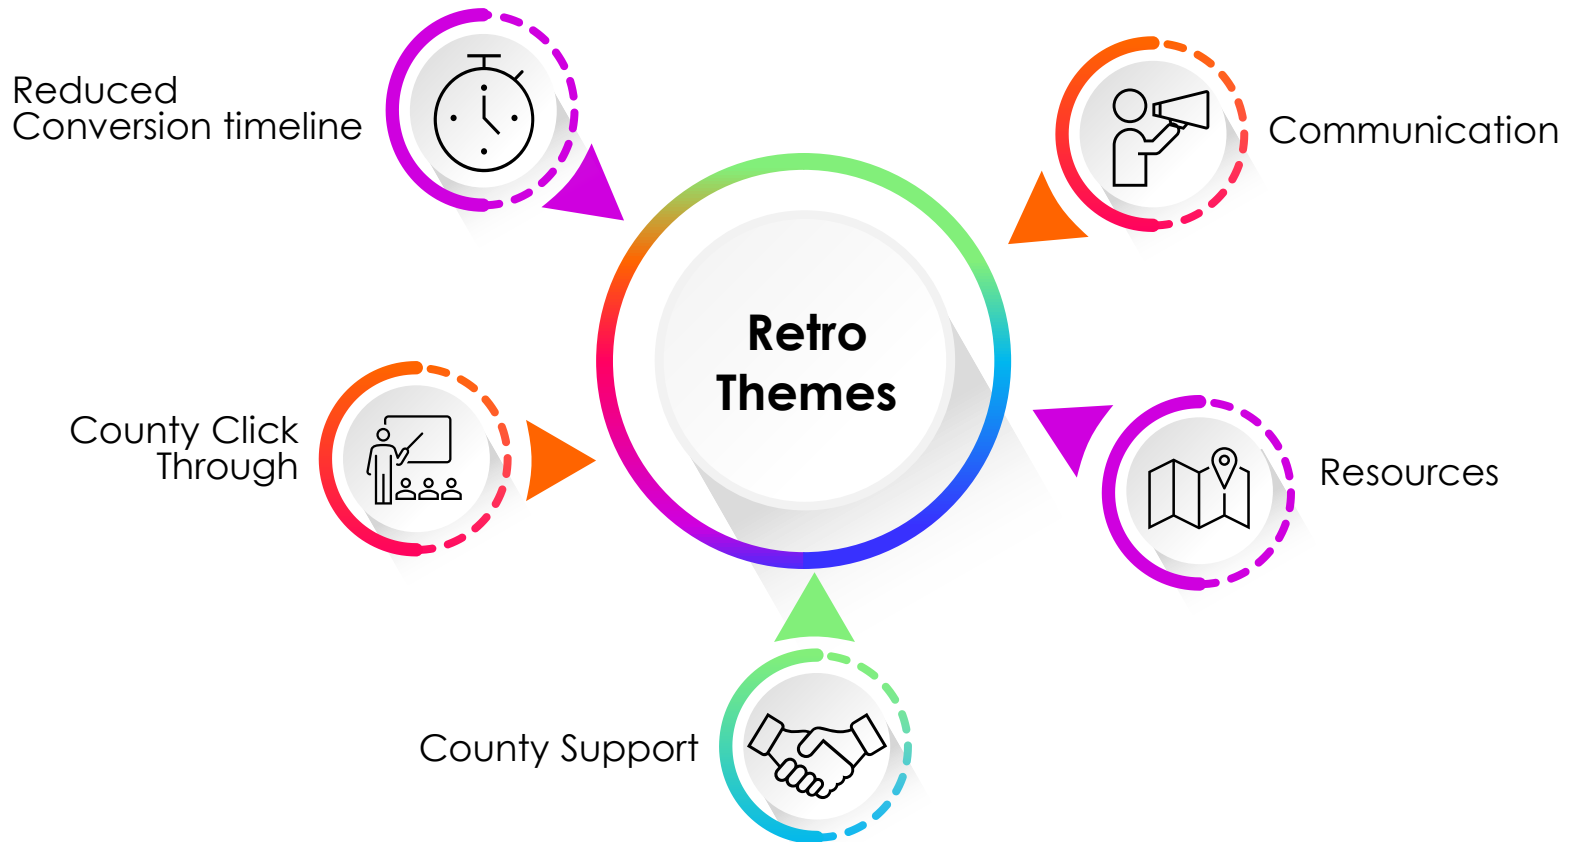 Reduced
Conversion timeline
Communication
Retro
Themes
County Click
Through
Resources
County Support